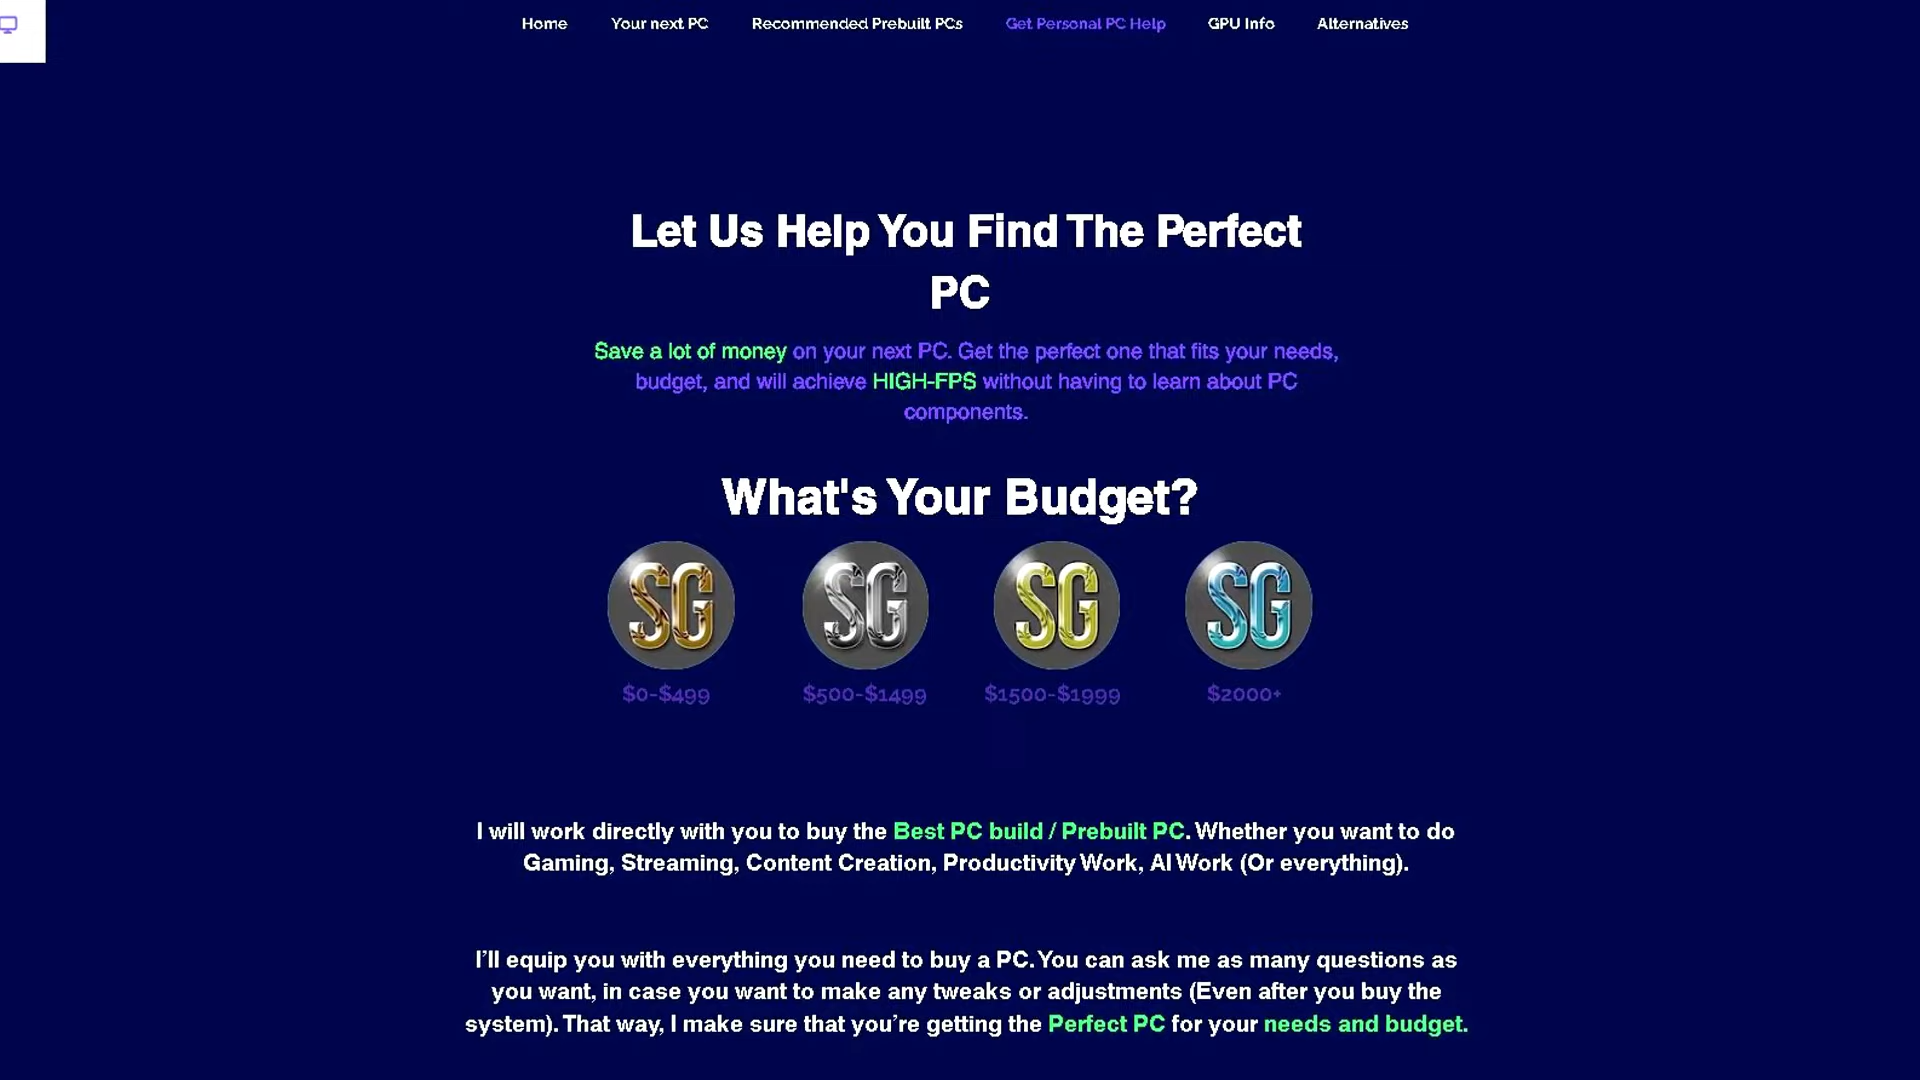 Home Your next PC Recommended Prebuilt PCs Get Personal PC Help GPU Info Alternatives
Let Us Help You Find The Perfect
PC
Save a lot of money on your next PC. Get the perfect one that fits your needs,
budget, and will achieve HIGH-FPS without having to learn about PC
components.
What's Your Budget?
SG SG SG SG
$0-$499 $500-$1499 $1500-$1999 $2000+
I will work directly with you to buy the Best PC build / Prebuilt PC. Whether you want to do
Gaming, Streaming, Content Creation, Productivity Work, AI Work (Or everything).
I’ll equip you with everything you need to buy a PC. You can ask me as many questions as
you want, in case you want to make any tweaks or adjustments (Even after you buy the
system). That way, I make sure that you’re getting the Perfect PC for your needs and budget.